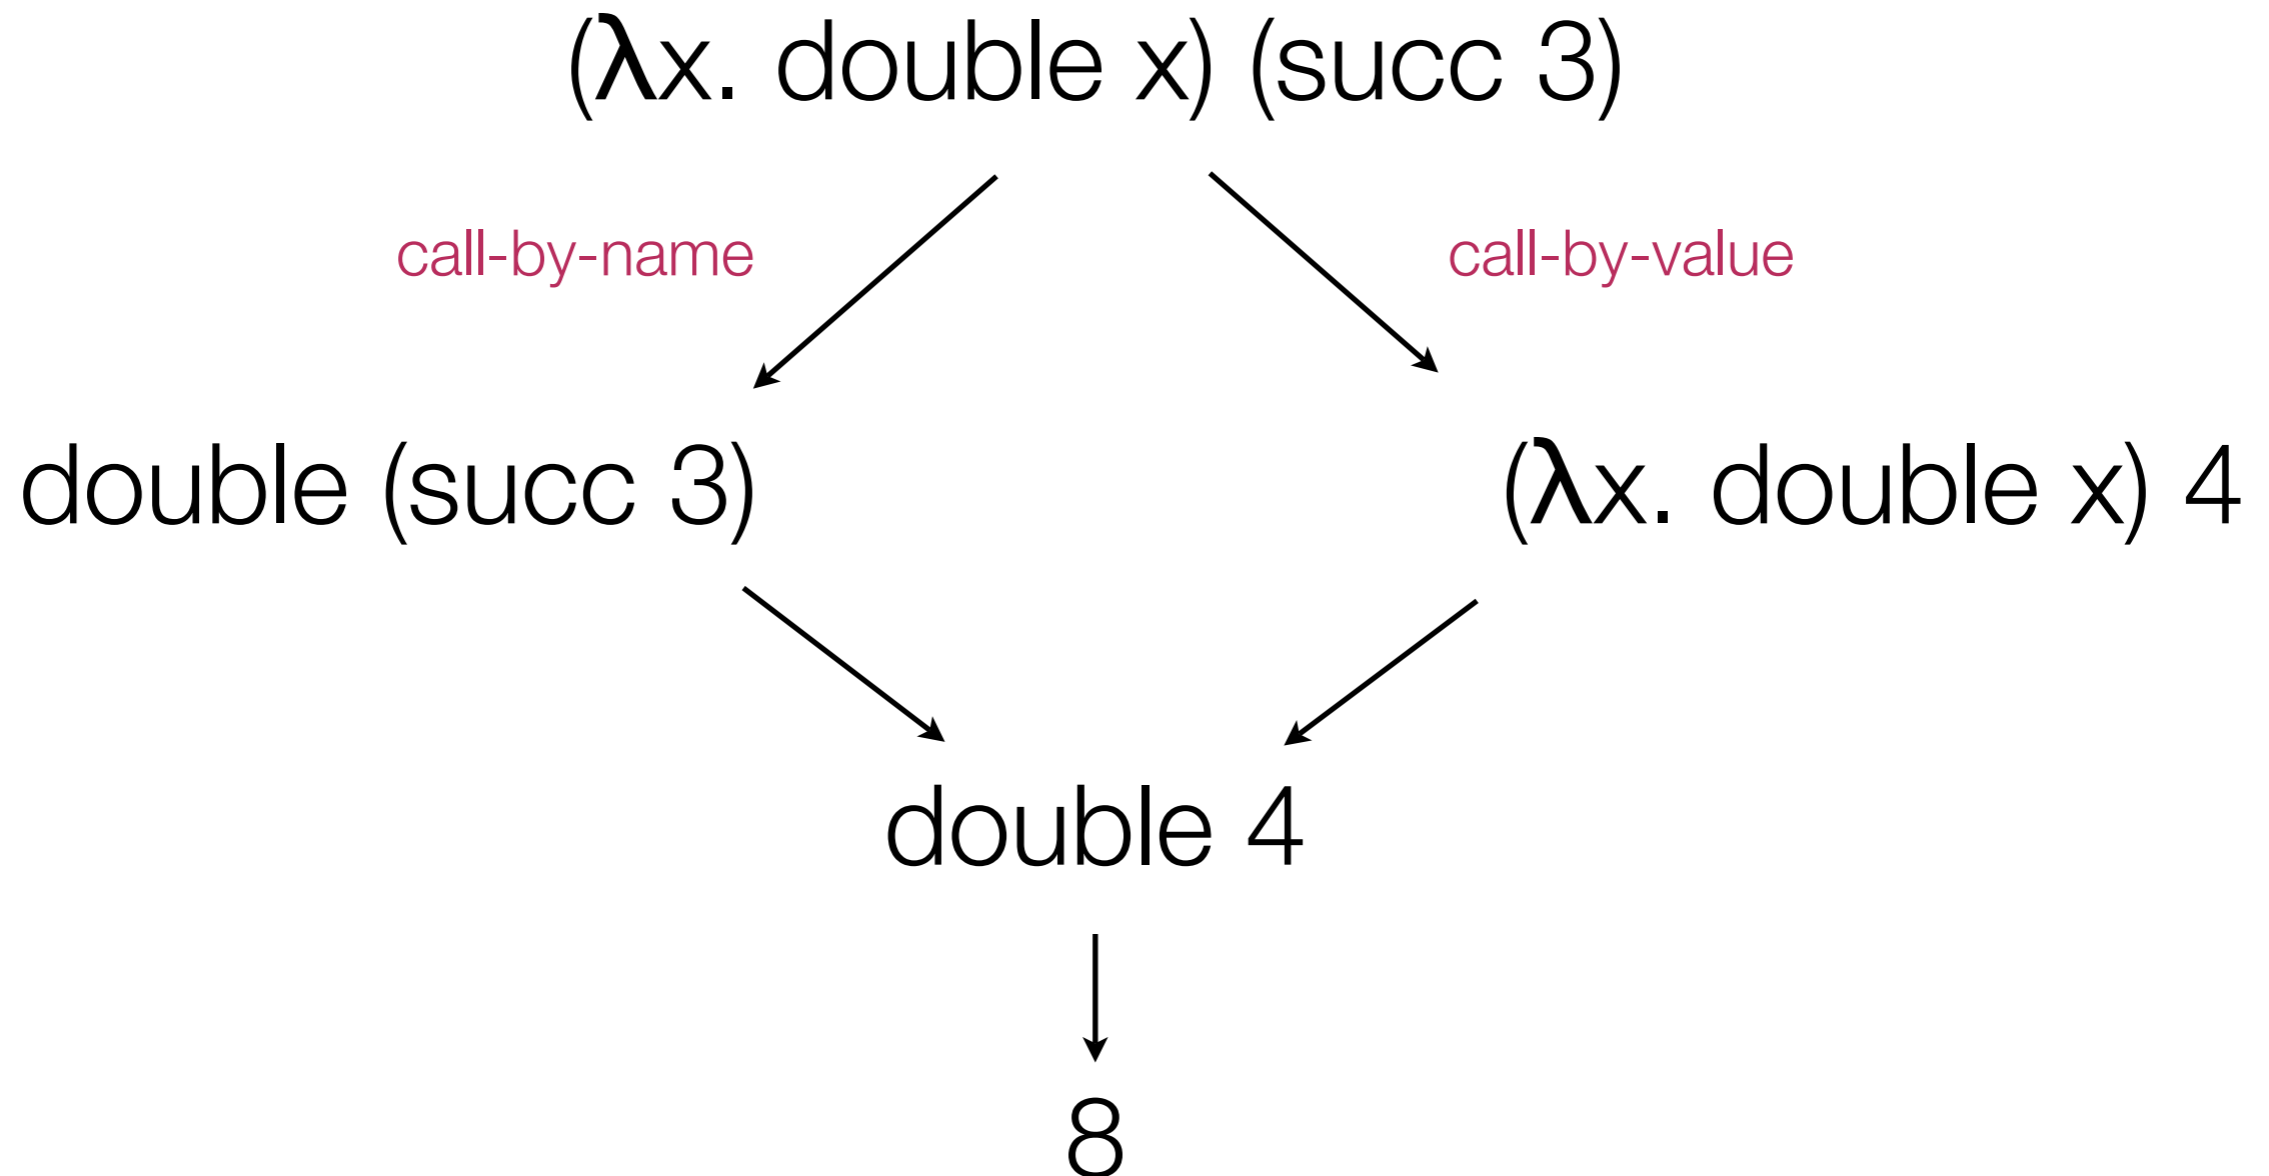 (λx. double x) (succ 3)
call-by-name
call-by-value
double (succ 3)
(λx. double x) 4
double 4
8